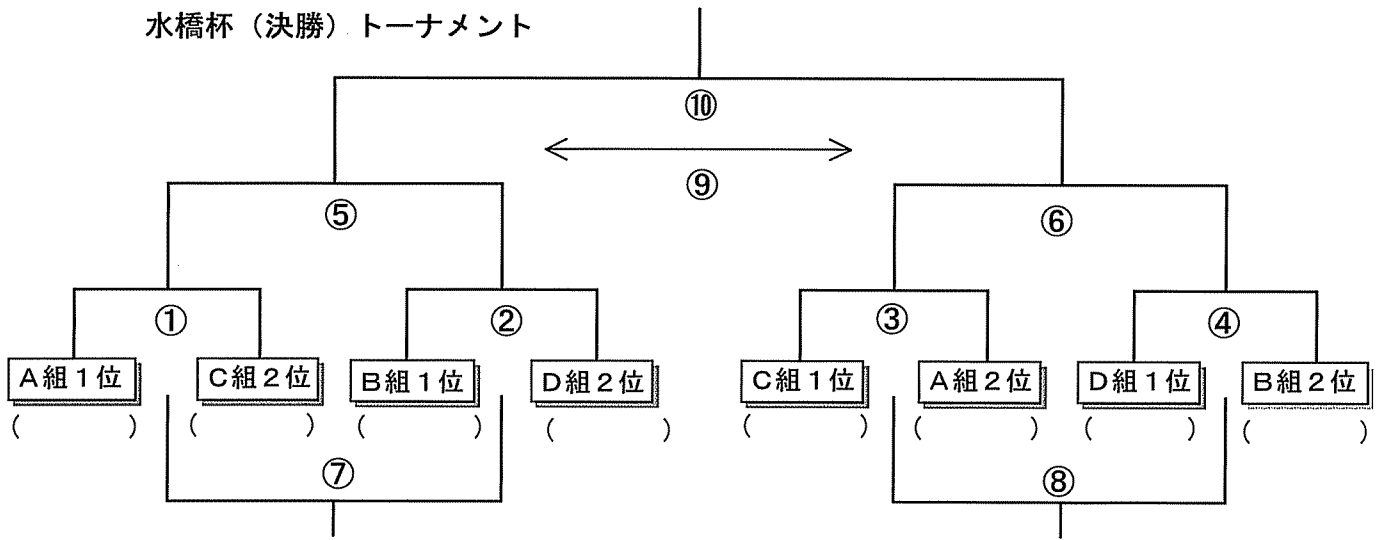 水橋杯（決勝）トーナメント
⑩
⑨
⑤ ⑥
① ② ③ ④
A組1位 C組2位 B組1位 D組2位 C組1位 A組2位 D組1位 B組2位
( ) ( ) ( ) ( ) ( ) ( ) ( ) ( )
⑦ ⑧